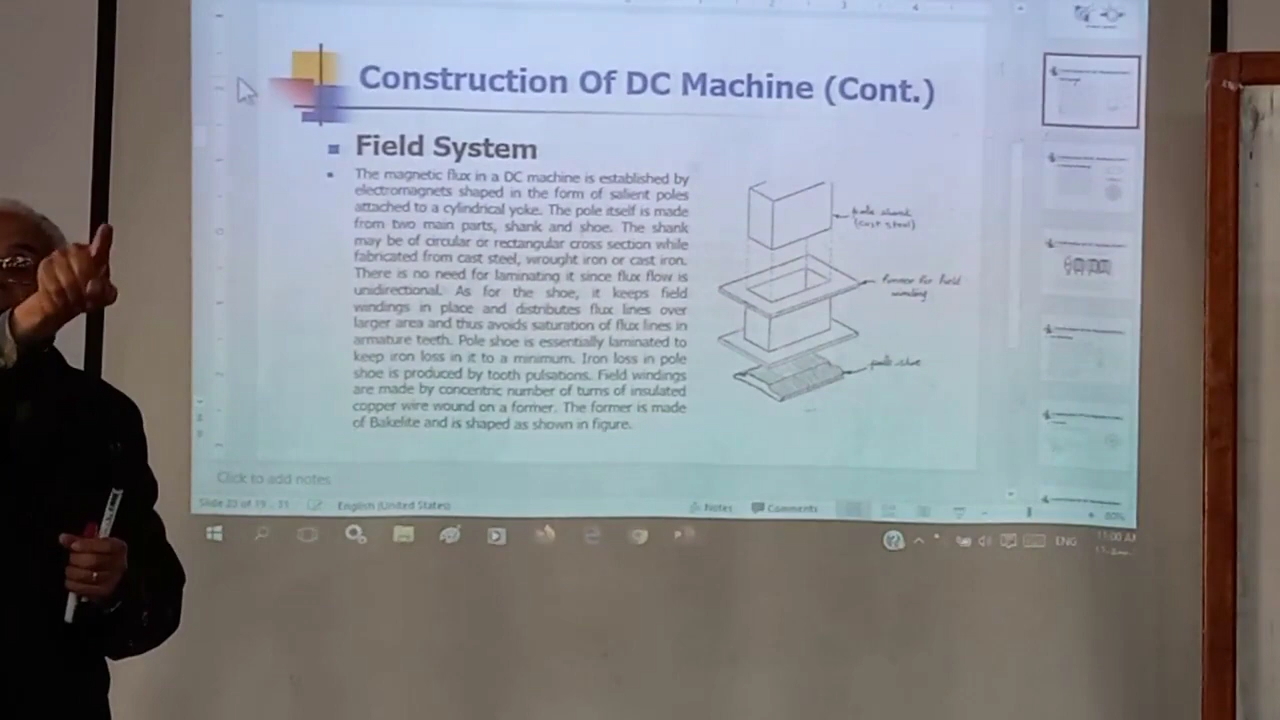 Construction Of DC Machine (Cont.)
Field System
The magnetic flux in a DC machine is established by
electromagnets shaped in the form of salient poles
attached to a cylindrical yoke. The pole itself is made
from two main parts, shank and shoe. The shank
may be of circular or rectangular cross section while
fabricated from cast steel, wrought iron or cast iron.
There is no need for laminating it since flux flow is
unidirectional. As for the shoe, it keeps field
windings in place and distributes flux lines over
larger area and thus avoids saturation of flux lines in
armature teeth. Pole shoe is essentially laminated to
keep iron loss in it to a minimum. Iron loss in pole
shoe is produced by tooth pulsations. Field windings
are made by concentric number of turns of insulated
copper wire wound on a former. The former is made
of Bakelite and is shaped as shown in figure.
pole shank
(cast steel)
former for field
winding
pole shoe
Click to add notes
English (United States)
Notes
Comments
80%
ENG
11:00 AM